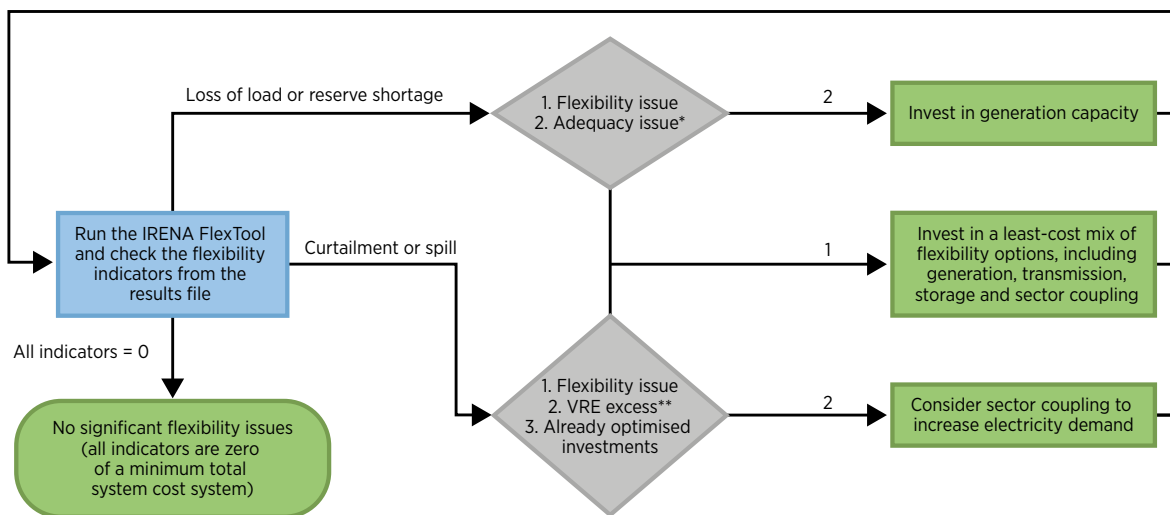 Loss of load or reserve shortage
1. Flexibility issue
2. Adequacy issue*
2
Invest in generation capacity
Run the IRENA FlexTool
and check the flexibility
indicators from the
results file
Curtailment or spill
1
Invest in a least-cost mix of
flexibility options, including
generation, transmission,
storage and sector coupling
All indicators = 0
No significant flexibility issues
(all indicators are zero
of a minimum total
system cost system)
1. Flexibility issue
2. VRE excess**
3. Already optimised
investments
2
Consider sector coupling to
increase electricity demand